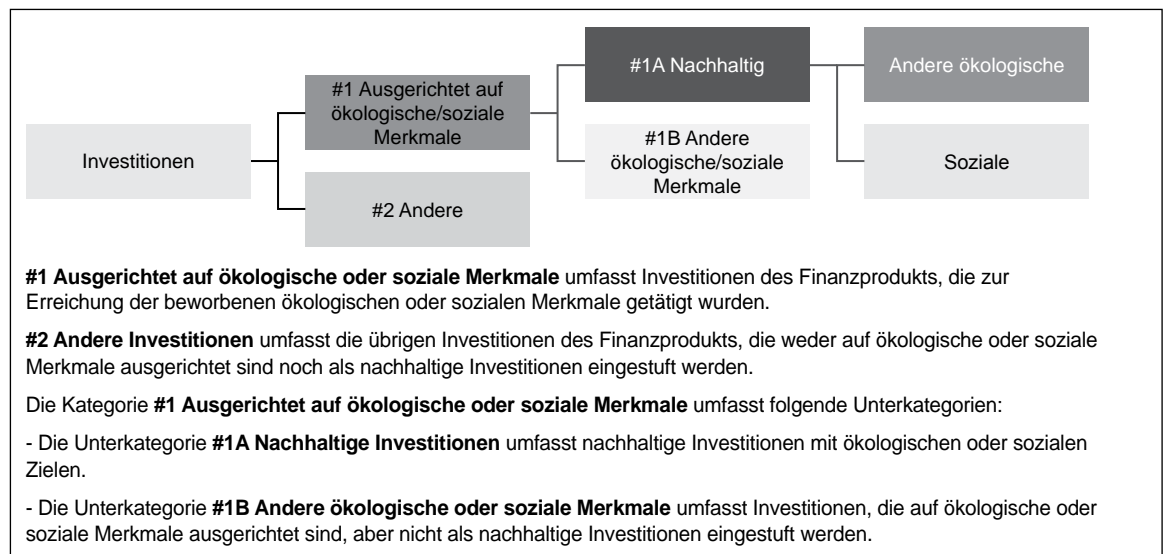 Investitionen
#1 Ausgerichtet auf
ökologische/soziale
Merkmale
#2 Andere
#1A Nachhaltig
#1B Andere
ökologische/soziale
Merkmale
Andere ökologische
Soziale
#1 Ausgerichtet auf ökologische oder soziale Merkmale umfasst Investitionen des Finanzprodukts, die zur
Erreichung der beworbenen ökologischen oder sozialen Merkmale getätigt wurden.
#2 Andere Investitionen umfasst die übrigen Investitionen des Finanzprodukts, die weder auf ökologische oder soziale
Merkmale ausgerichtet sind noch als nachhaltige Investitionen eingestuft werden.
Die Kategorie #1 Ausgerichtet auf ökologische oder soziale Merkmale umfasst folgende Unterkategorien:
- Die Unterkategorie #1A Nachhaltige Investitionen umfasst nachhaltige Investitionen mit ökologischen oder sozialen
Zielen.
- Die Unterkategorie #1B Andere ökologische oder soziale Merkmale umfasst Investitionen, die auf ökologische oder
soziale Merkmale ausgerichtet sind, aber nicht als nachhaltige Investitionen eingestuft werden.